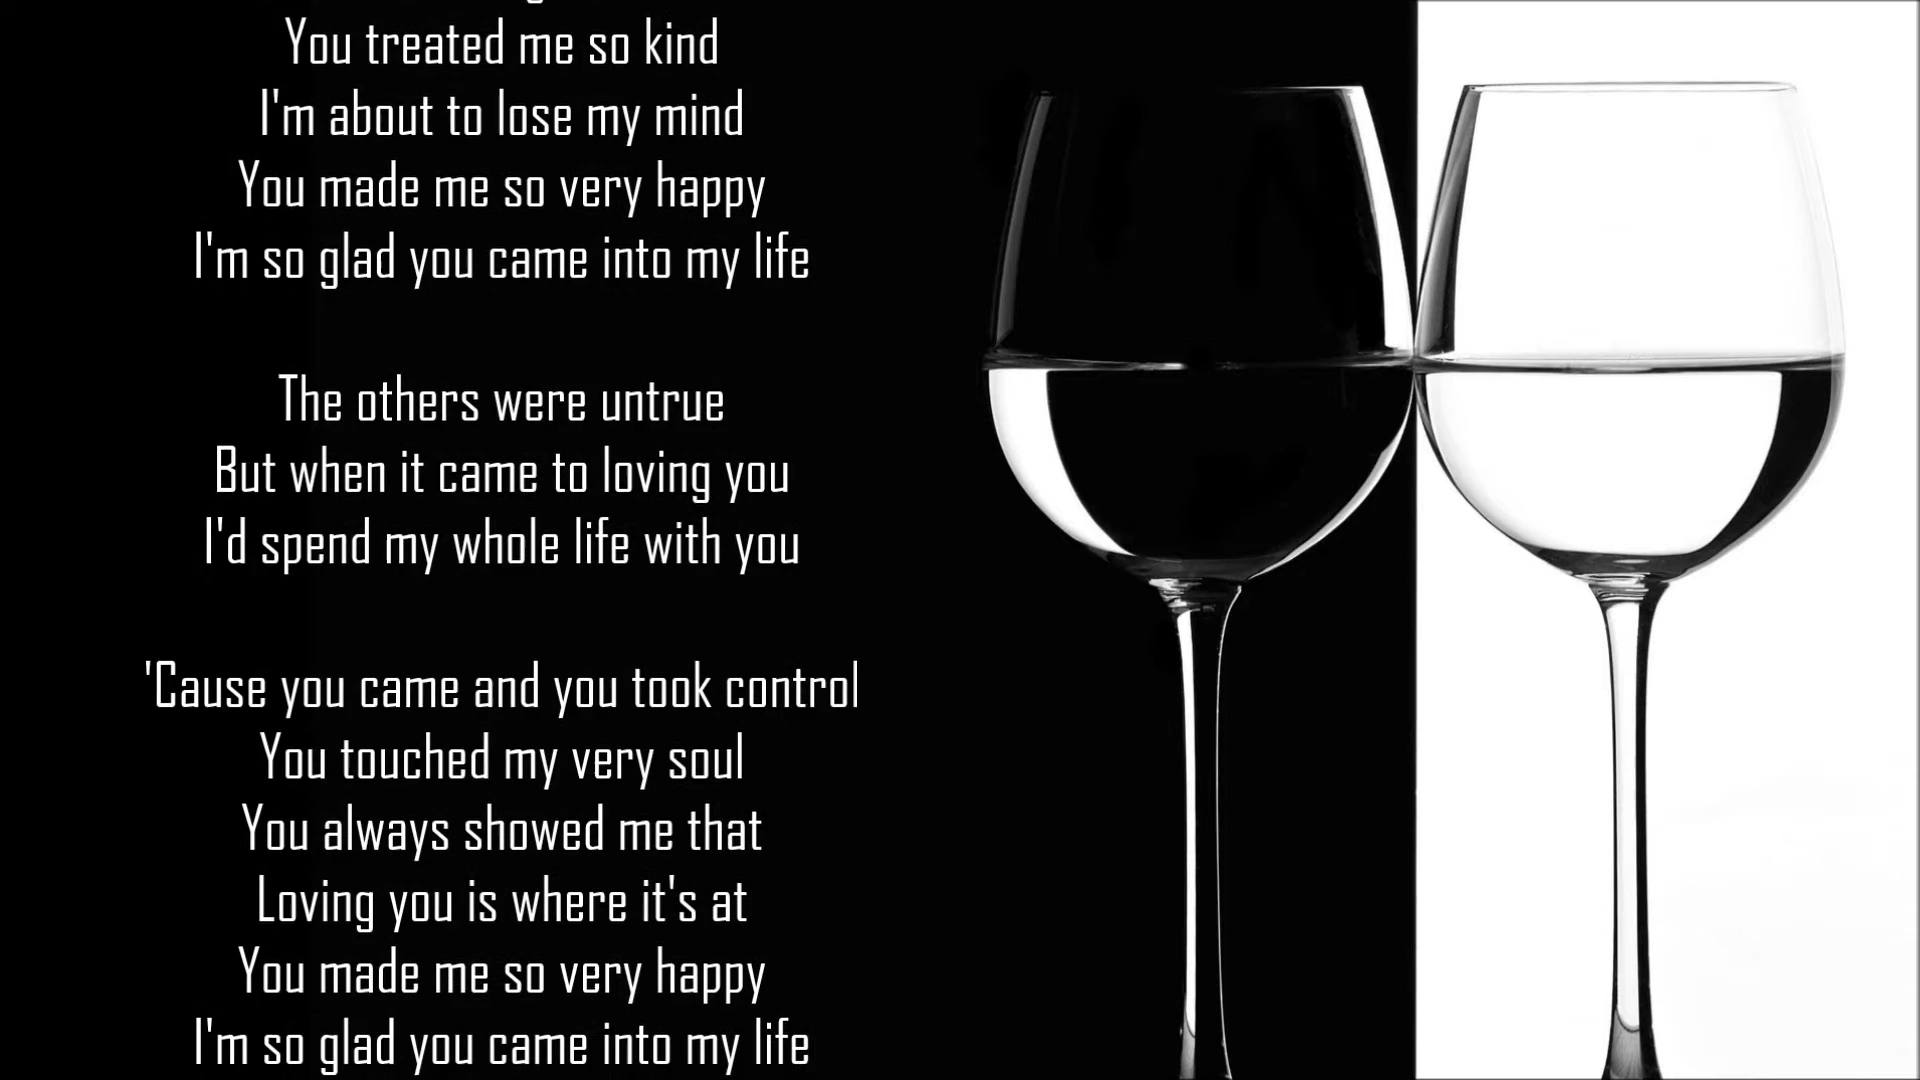 You treated me so kind
I'm about to lose my mind
You made me so very happy
I'm so glad you came into my life
The others were untrue
But when it came to loving you
I'd spend my whole life with you
'Cause you came and you took control
You touched my very soul
You always showed me that
Loving you is where it's at
You made me so very happy
I'm so glad you came into my life